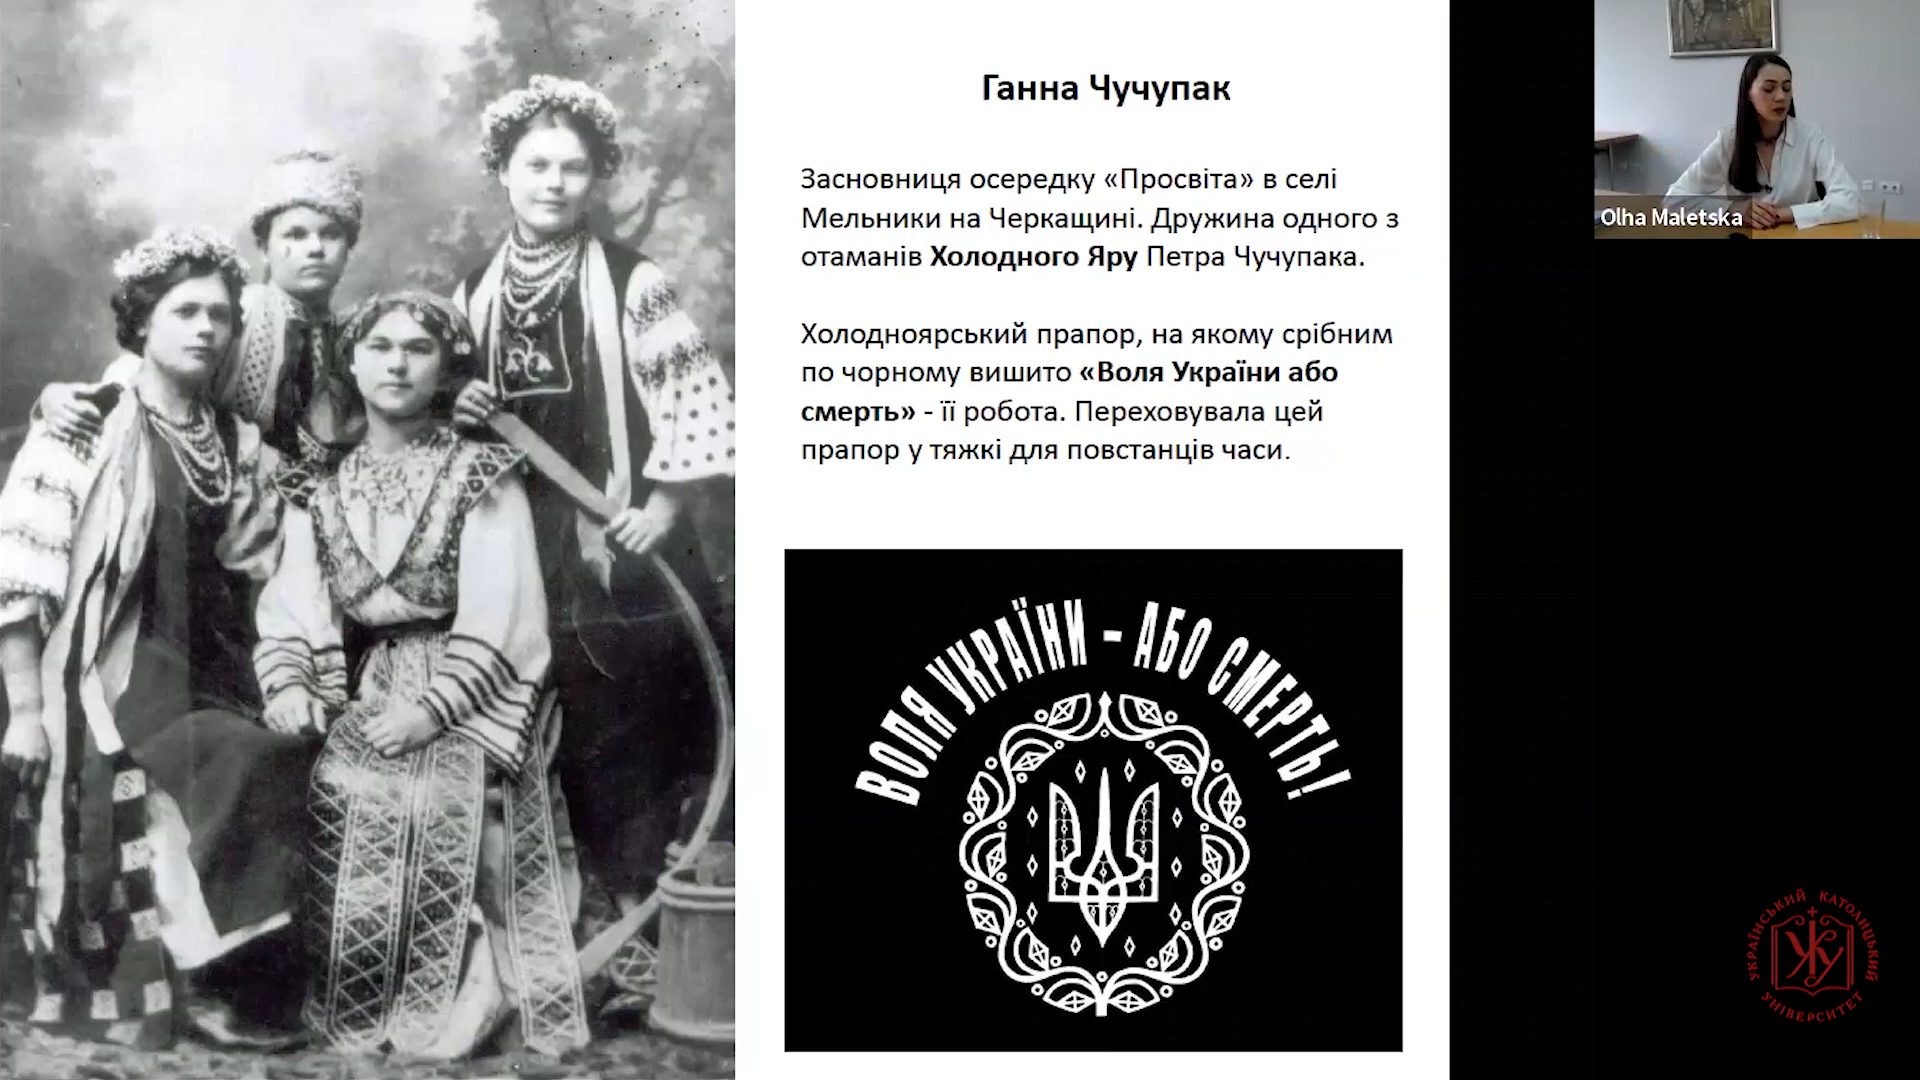 Ганна Чучупак
Засновниця осередку «Просвіта» в селі
Мельники на Черкащині. Дружина одного з
отаманів Холодного Яру Петра Чучупака.
Холодноярський прапор, на якому срібним
по чорному вишито «Воля України або
смерть» - її робота. Переховувала цей
прапор у тяжкі для повстанців часи.
ВОЛЯ УКРАЇНИ – АБО СМЕРТЬ!
Olha Maletska
УКРАЇНСЬКИЙ КАТОЛИЦЬКИЙ
УНІВЕРСИТЕТ